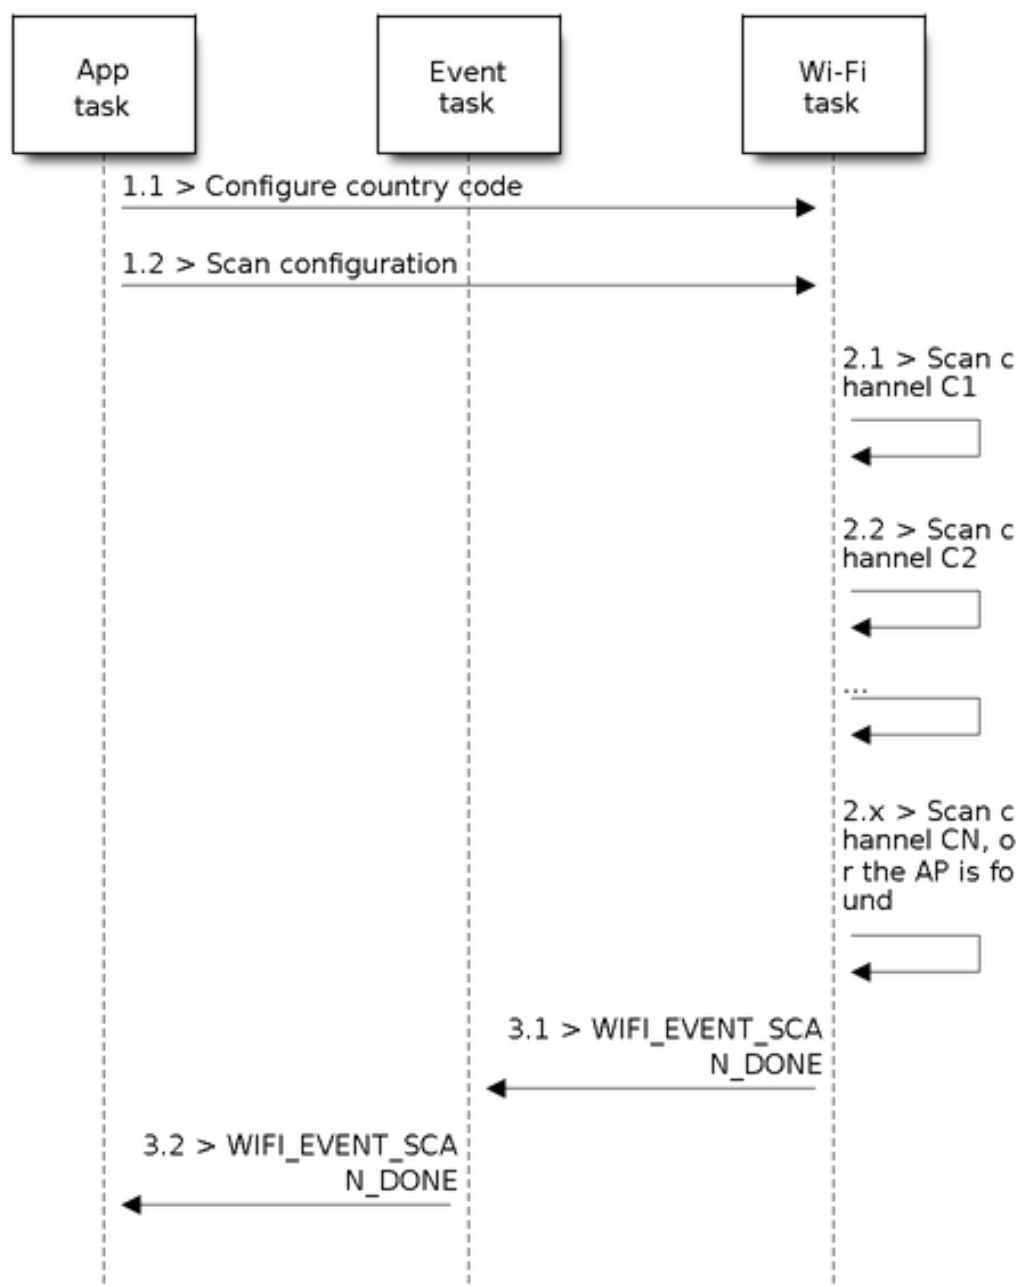 App
task
Event
task
Wi-Fi
task
1.1 > Configure country code
1.2 > Scan configuration
2.1 > Scan c
hannel C1
2.2 > Scan c
hannel C2
...
2.x > Scan c
hannel CN, o
r the AP is fo
und
3.1 > WIFI_EVENT_SCA
N_DONE
3.2 > WIFI_EVENT_SCA
N_DONE